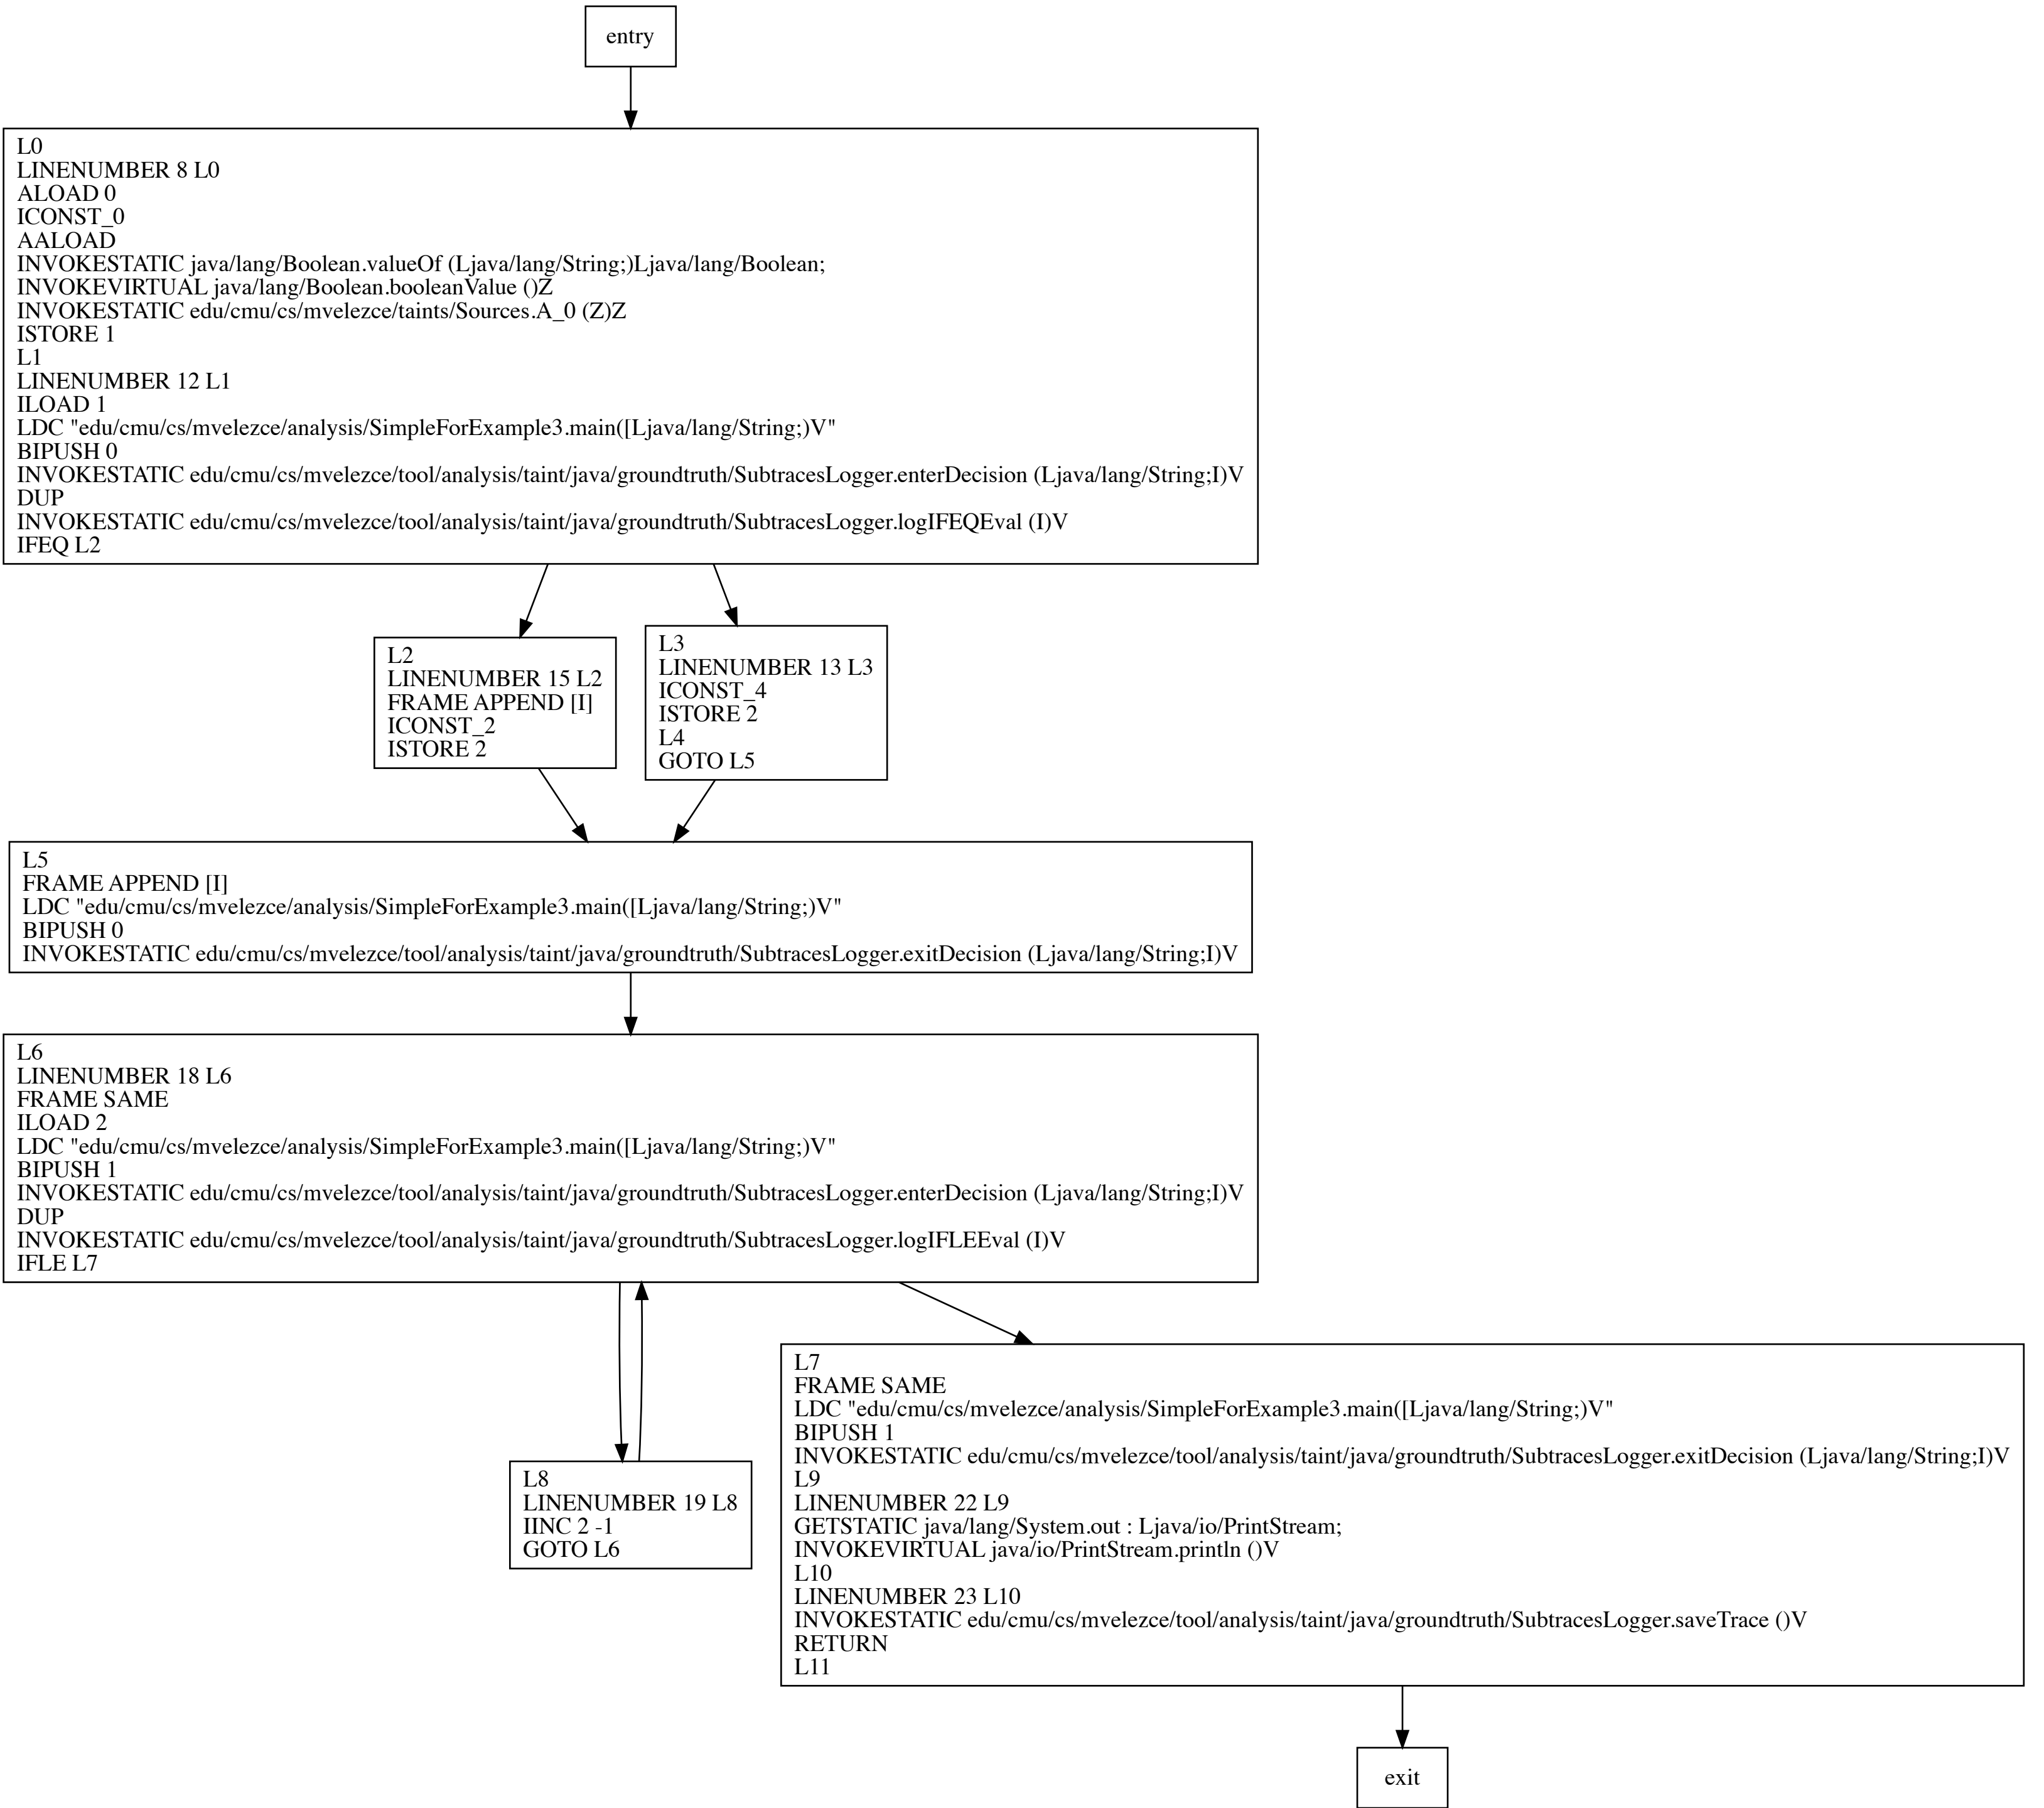 entry
L0
LINENUMBER 8 L0
ALOAD 0
ICONST_0
AALOAD
INVOKESTATIC java/lang/Boolean.valueOf (Ljava/lang/String;)Ljava/lang/Boolean;
INVOKEVIRTUAL java/lang/Boolean.booleanValue ()Z
INVOKESTATIC edu/cmu/cs/mvelezce/taints/Sources.A_0 (Z)Z
ISTORE 1
L1
LINENUMBER 12 L1
ILOAD 1
LDC "edu/cmu/cs/mvelezce/analysis/SimpleForExample3.main([Ljava/lang/String;)V"
BIPUSH 0
INVOKESTATIC edu/cmu/cs/mvelezce/tool/analysis/taint/java/groundtruth/SubtracesLogger.enterDecision (Ljava/lang/String;I)V
DUP
INVOKESTATIC edu/cmu/cs/mvelezce/tool/analysis/taint/java/groundtruth/SubtracesLogger.logIFEQEval (I)V
IFEQ L2
L2
LINENUMBER 15 L2
FRAME APPEND [I]
ICONST_2
ISTORE 2
L3
LINENUMBER 13 L3
ICONST_4
ISTORE 2
L4
GOTO L5
L5
FRAME APPEND [I]
LDC "edu/cmu/cs/mvelezce/analysis/SimpleForExample3.main([Ljava/lang/String;)V"
BIPUSH 0
INVOKESTATIC edu/cmu/cs/mvelezce/tool/analysis/taint/java/groundtruth/SubtracesLogger.exitDecision (Ljava/lang/String;I)V
L6
LINENUMBER 18 L6
FRAME SAME
ILOAD 2
LDC "edu/cmu/cs/mvelezce/analysis/SimpleForExample3.main([Ljava/lang/String;)V"
BIPUSH 1
INVOKESTATIC edu/cmu/cs/mvelezce/tool/analysis/taint/java/groundtruth/SubtracesLogger.enterDecision (Ljava/lang/String;I)V
DUP
INVOKESTATIC edu/cmu/cs/mvelezce/tool/analysis/taint/java/groundtruth/SubtracesLogger.logIFLEEval (I)V
IFLE L7
L7
FRAME SAME
LDC "edu/cmu/cs/mvelezce/analysis/SimpleForExample3.main([Ljava/lang/String;)V"
BIPUSH 1
INVOKESTATIC edu/cmu/cs/mvelezce/tool/analysis/taint/java/groundtruth/SubtracesLogger.exitDecision (Ljava/lang/String;I)V
L9
LINENUMBER 22 L9
GETSTATIC java/lang/System.out : Ljava/io/PrintStream;
INVOKEVIRTUAL java/io/PrintStream.println ()V
L10
LINENUMBER 23 L10
INVOKESTATIC edu/cmu/cs/mvelezce/tool/analysis/taint/java/groundtruth/SubtracesLogger.saveTrace ()V
RETURN
L11
L8
LINENUMBER 19 L8
IINC 2 -1
GOTO L6
exit